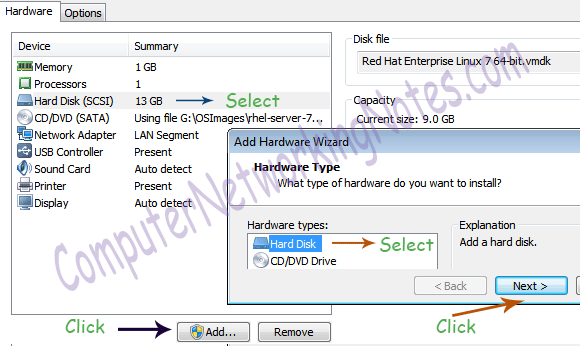 Hardware Options
Device Summary
Memory 1 GB
Processors 1
Hard Disk (SCSI) 13 GB Select
CD/DVD (SATA) Using file G:\OSImages\rhel-server-7...
Network Adapter LAN Segment
USB Controller Present
Sound Card Auto detect
Printer Present
Display Auto detect
Disk file
Red Hat Enterprise Linux 7 64-bit.vmdk
Capacity
Current size: 9.0 GB
Add Hardware Wizard
Hardware Type
What type of hardware do you want to install?
Hardware types:
Hard Disk Select
CD/DVD Drive
Explanation
Add a hard disk.
< Back Next >
Click Add... Remove Click
ComputerNetworkingNotes.com